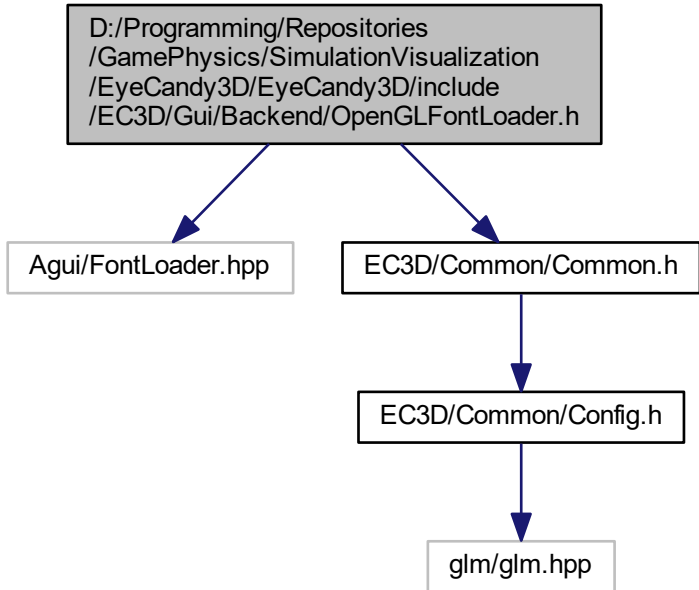 D:/Programming/Repositories
/GamePhysics/SimulationVisualization
/EyeCandy3D/EyeCandy3D/include
/EC3D/Gui/Backend/OpenGLFontLoader.h
Agui/FontLoader.hpp
EC3D/Common/Common.h
EC3D/Common/Config.h
glm/glm.hpp